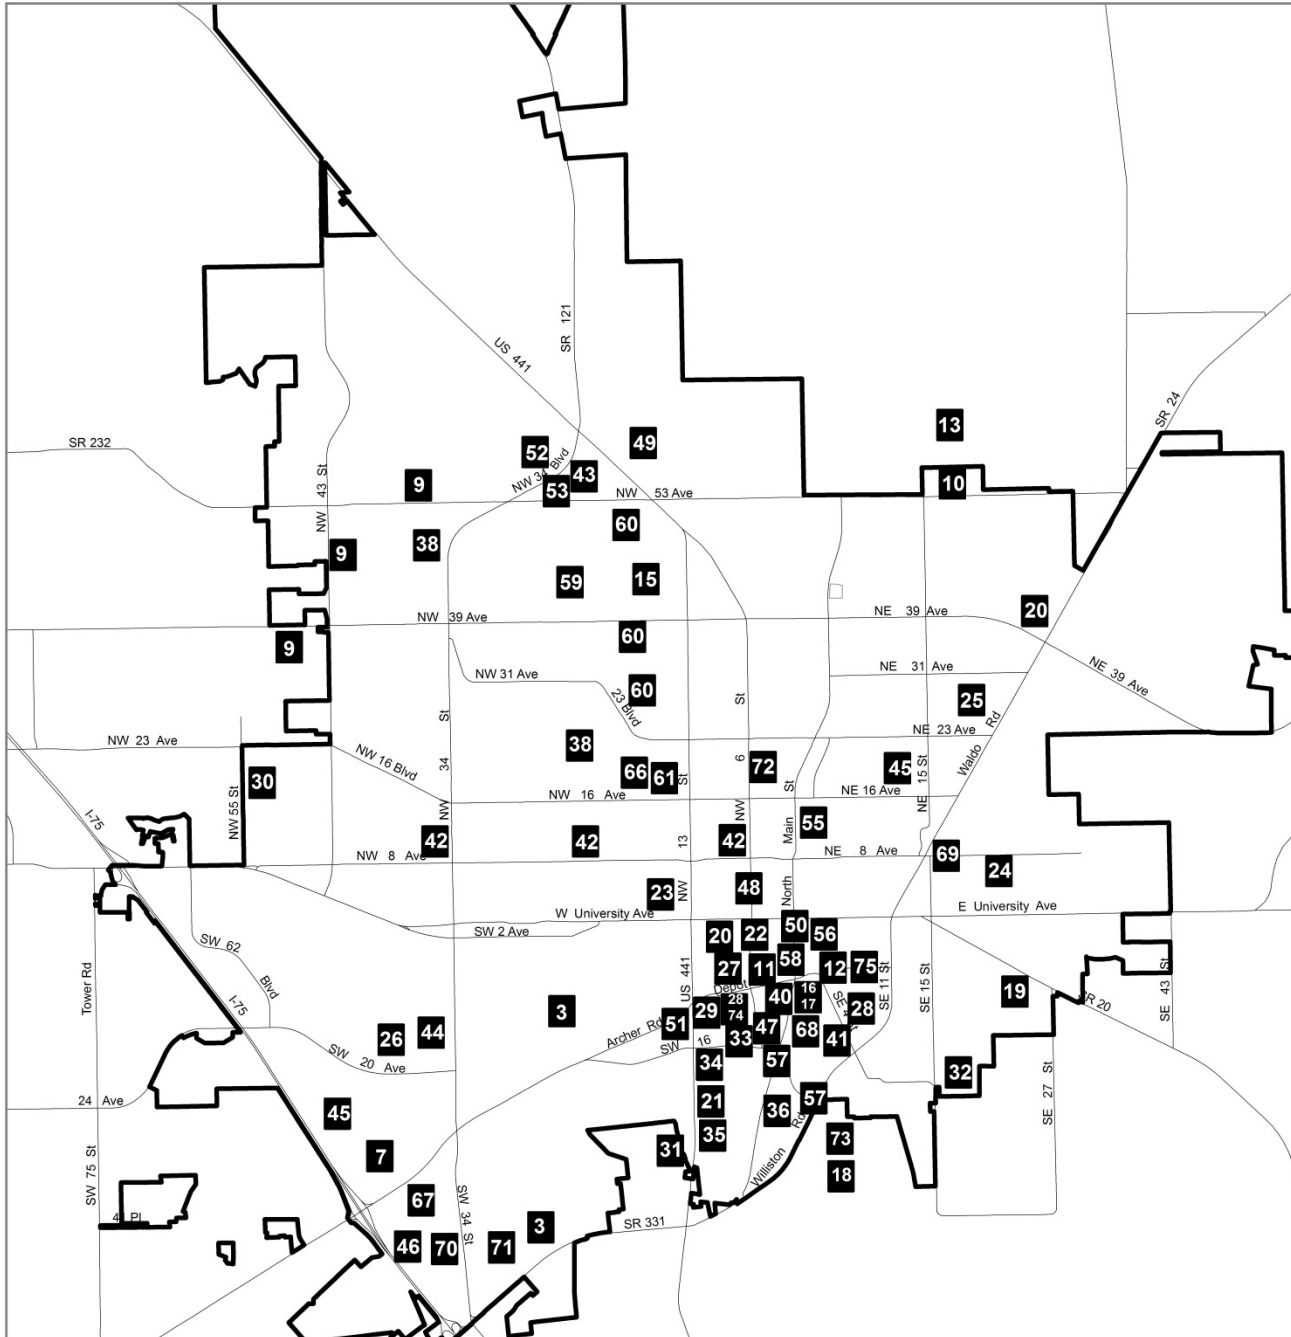 SR 24
SR 121
US 441
13
49
SR 232
52
NW 34 Blvd
43
9
10
53
NW 53 Ave
NW 43 St
60
38
9
59
15
20
NW 39 Ave
NE 39 Ave
60
9
NE 31 Ave
NE 39 Ave
NW 31 Ave
23 Blvd
60
25
St
St
Waldo Rd
NE 23 Ave
NW 23 Ave
38
NW 16 Blvd
34
6
66
61
St
72
45
NE 15 St
30
St
NW 16 Ave
NE 16 Ave
I-75
NW 55 St
NW
NW
Main
55
42
42
13
42
NW 8 Ave
NE 8 Ave
69
24
23
NW
48
North
W University Ave
E University Ave
SW 2 Ave
50
20
22
56
SW 62 Blvd
27
11
58
12
75
SE 11 St
SE 15 St
SE 43 St
Tower Rd
US 441
Depot
I-75
40
16
17
SE 4 St
19
SR 20
3
28
74
29
28
Archer Rd
51
47
68
26
44
SW 16
33
41
SW 20 Ave
57
34
32
SE 27 St
24 Ave
21
57
45
36
35
73
31
7
Williston Rd
18
SW 75 St
67
SW 34 St
41 Pl
3
SR 331
46
70
71